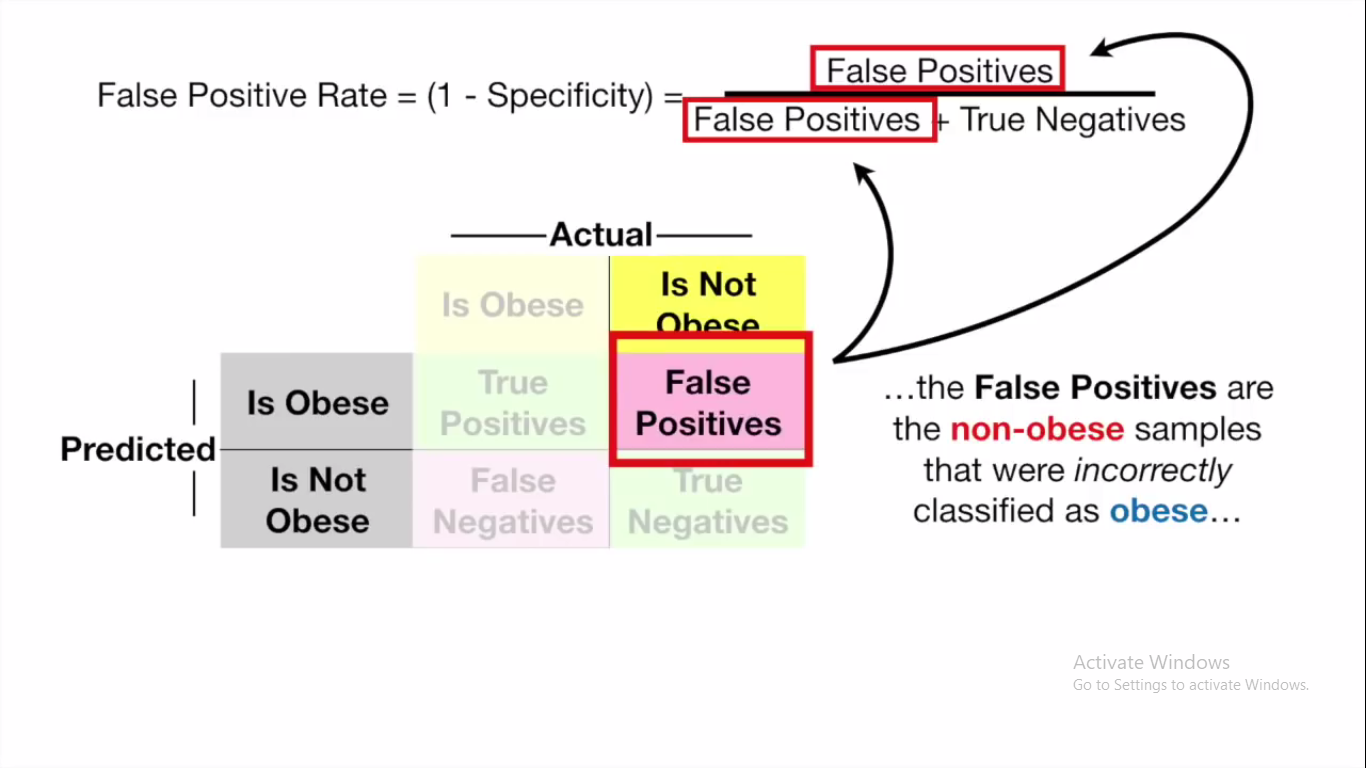 False Positive Rate = (1 - Specificity) =
False Positives
False Positives + True Negatives
Actual
Is Obese
Is Not
Obese
Predicted
Is Obese
True
Positives
False
Positives
Is Not
Obese
False
Negatives
True
Negatives
…the False Positives are
the non-obese samples
that were incorrectly
classified as obese…
Activate Windows
Go to Settings to activate Windows.